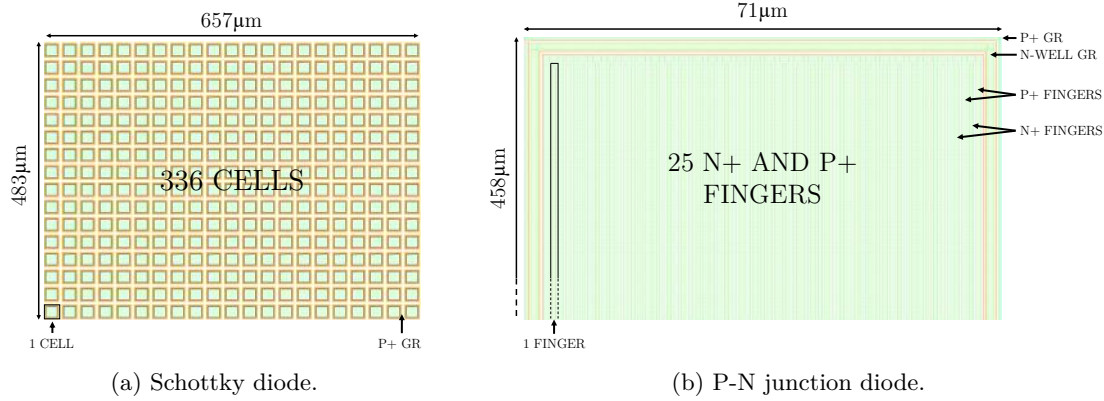 657µm
483µm
336 CELLS
1 CELL
P+ GR
(a) Schottky diode.
71µm
458µm
P+ GR
N-WELL GR
P+ FINGERS
N+ FINGERS
25 N+ AND P+
FINGERS
1 FINGER
(b) P-N junction diode.